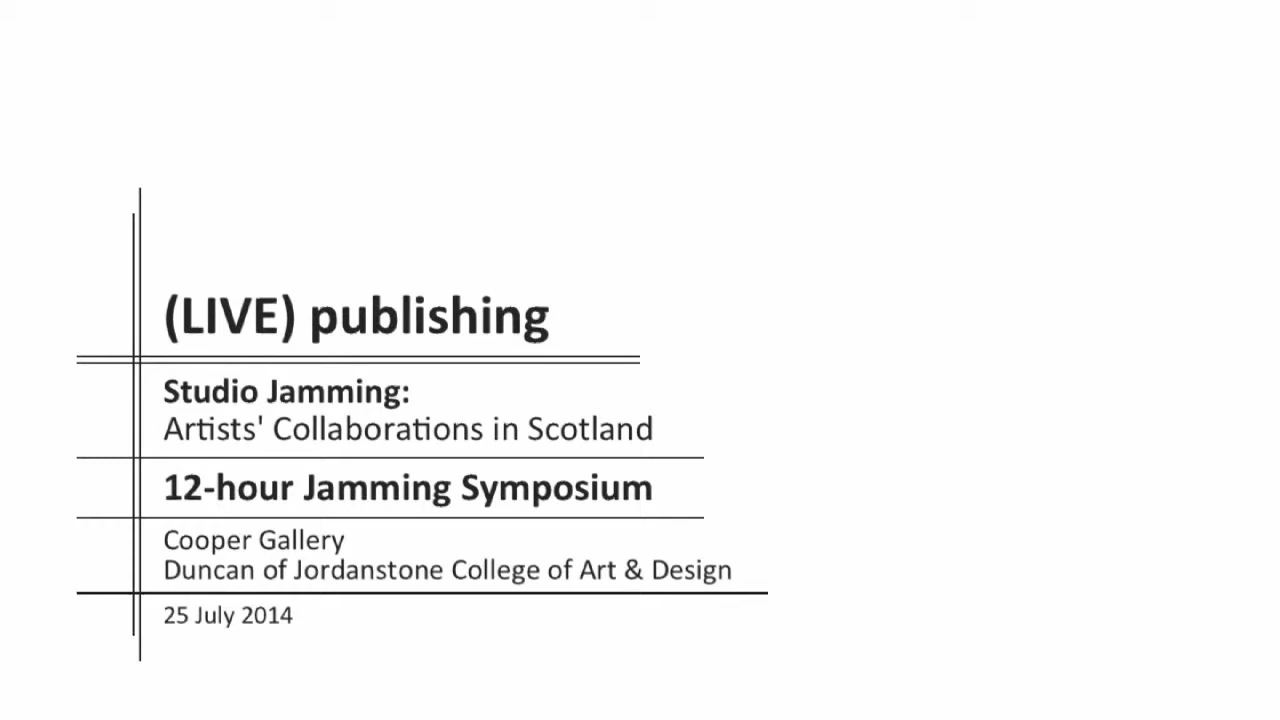 (LIVE) publishing
Studio Jamming:
Artists' Collaborations in Scotland
12-hour Jamming Symposium
Cooper Gallery
Duncan of Jordanstone College of Art & Design
25 July 2014